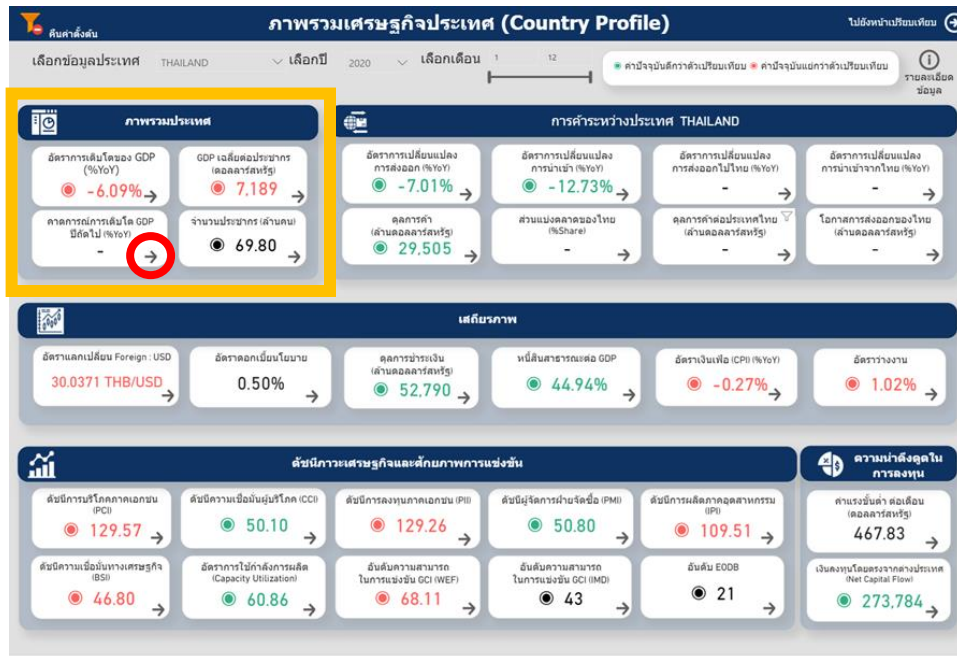 คืนค่าตั้งต้น
ภาพรวมเศรษฐกิจประเทศ (Country Profile)
ไปยังหน้าเปรียบเทียบ
เลือกข้อมูลประเทศ THAILAND เลือกปี 2020 เลือกเดือน 1 12
ค่าปัจจุบันดีกว่าตัวเปรียบเทียบ ค่าปัจจุบันแย่กว่าตัวเปรียบเทียบ
รายละเอียด
ข้อมูล
ภาพรวมประเทศ
อัตราการเติบโตของ GDP
(%YoY)
-6.09%
GDP เฉลี่ยต่อประชากร
(ดอลลาร์สหรัฐ)
7,189
คาดการณ์การเติบโต GDP
ปีถัดไป (%YoY)
-
จำนวนประชากร (ล้านคน)
69.80
การค้าระหว่างประเทศ THAILAND
อัตราการเปลี่ยนแปลง
การส่งออก (%YoY)
-7.01%
อัตราการเปลี่ยนแปลง
การนำเข้า (%YoY)
-12.73%
อัตราการเปลี่ยนแปลง
การส่งออกไปไทย (%YoY)
-
อัตราการเปลี่ยนแปลง
การนำเข้าจากไทย (%YoY)
-
ดุลการค้า
(ล้านดอลลาร์สหรัฐ)
29,505
ส่วนแบ่งตลาดของไทย
(%Share)
-
ดุลการค้าต่อประเทศไทย
(ล้านดอลลาร์สหรัฐ)
-
โอกาสการส่งออกของไทย
(ล้านดอลลาร์สหรัฐ)
-
เสถียรภาพ
อัตราแลกเปลี่ยน Foreign : USD
30.0371 THB/USD
อัตราดอกเบี้ยนโยบาย
0.50%
ดุลการชำระเงิน
(ล้านดอลลาร์สหรัฐ)
52,790
หนี้สินสาธารณะต่อ GDP
44.94%
อัตราเงินเฟ้อ (CPI) (%YoY)
-0.27%
อัตราว่างงาน
1.02%
ดัชนีภาวะเศรษฐกิจและศักยภาพการแข่งขัน
ดัชนีการบริโภคภาคเอกชน
(PCI)
129.57
ดัชนีความเชื่อมั่นผู้บริโภค (CCI)
50.10
ดัชนีการลงทุนภาคเอกชน (PII)
129.26
ดัชนีผู้จัดการฝ่ายจัดซื้อ (PMI)
50.80
ดัชนีการผลิตภาคอุตสาหกรรม
(IPI)
109.51
ดัชนีความเชื่อมั่นทางเศรษฐกิจ
(BSI)
46.80
อัตราการใช้กำลังการผลิต
(Capacity Utilization)
60.86
อันดับความสามารถ
ในการแข่งขัน GCI (WEF)
68.11
อันดับความสามารถ
ในการแข่งขัน GCI (IMD)
43
อันดับ EODB
21
ความน่าดึงดูดใน
การลงทุน
ค่าแรงขั้นต่ำ ต่อเดือน
(ดอลลาร์สหรัฐ)
467.83
เงินลงทุนโดยตรงจากต่างประเทศ
(Net Capital Flow)
273,784